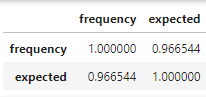 frequency expected
frequency 1.000000 0.966544
expected 0.966544 1.000000